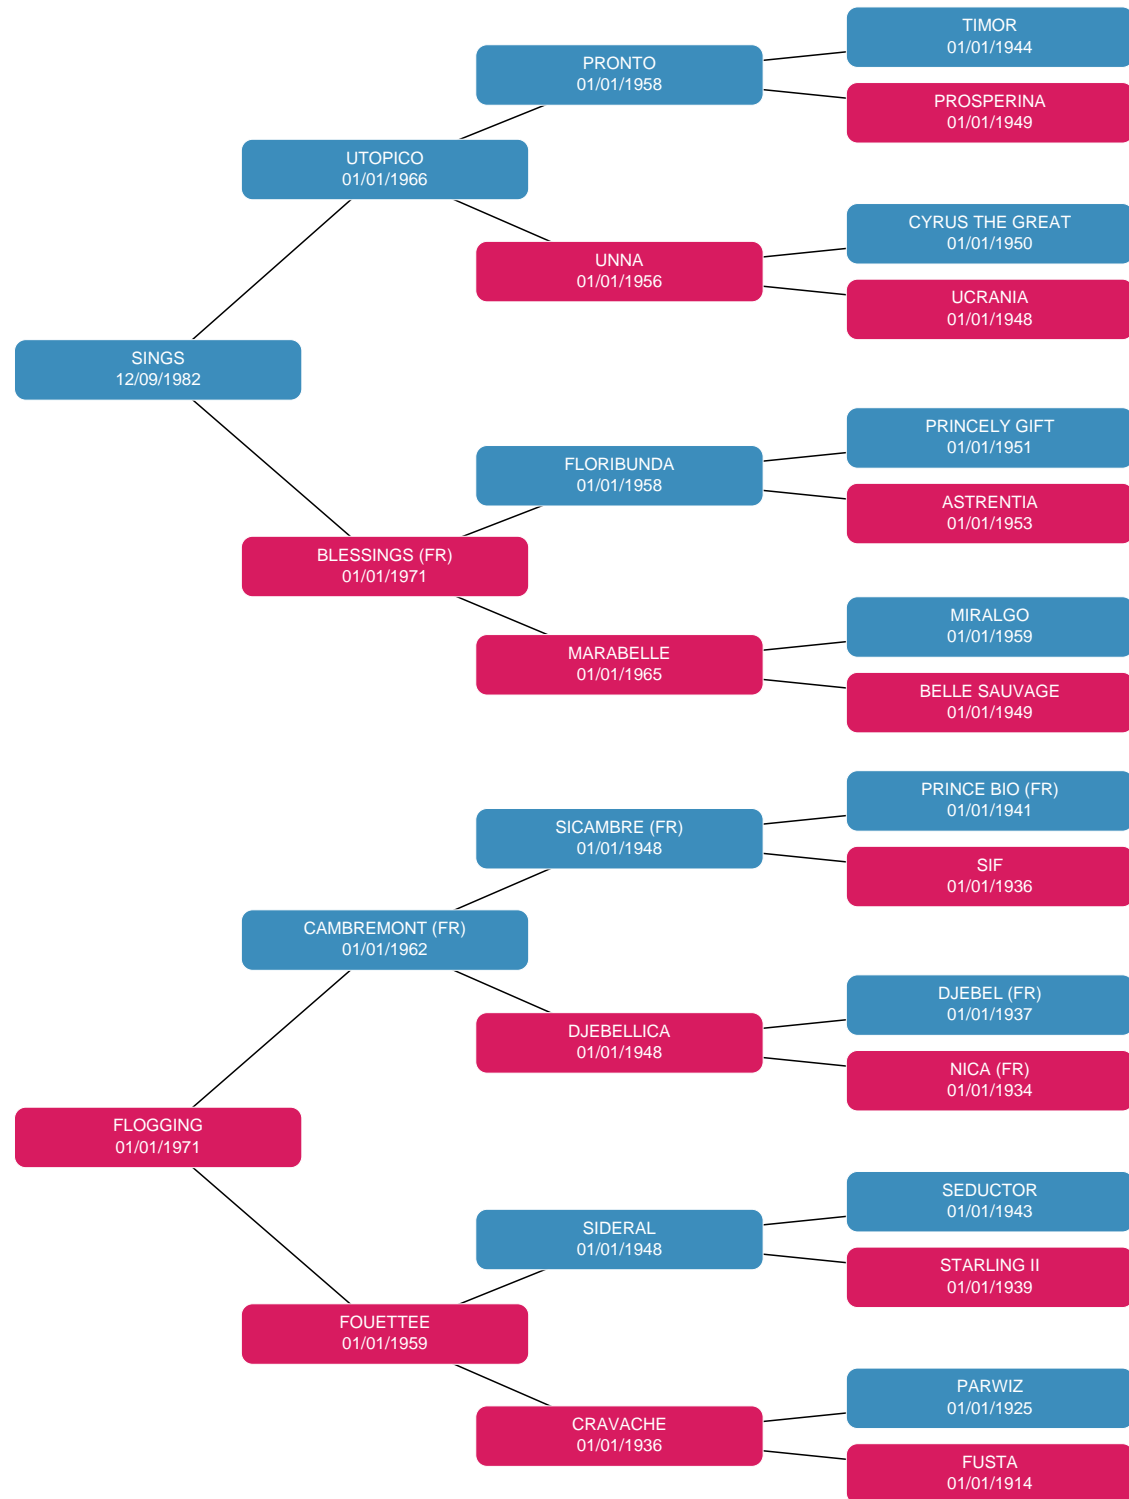 TIMOR
01/01/1944
PRONTO
01/01/1958
PROSPERINA
01/01/1949
UTOPICO
01/01/1966
CYRUS THE GREAT
01/01/1950
UNNA
01/01/1956
UCRANIA
01/01/1948
SINGS
12/09/1982
PRINCELY GIFT
01/01/1951
FLORIBUNDA
01/01/1958
ASTRENTIA
01/01/1953
BLESSINGS (FR)
01/01/1971
MIRALGO
01/01/1959
MARABELLE
01/01/1965
BELLE SAUVAGE
01/01/1949
PRINCE BIO (FR)
01/01/1941
SICAMBRE (FR)
01/01/1948
SIF
01/01/1936
CAMBREMONT (FR)
01/01/1962
DJEBEL (FR)
01/01/1937
DJEBELLICA
01/01/1948
NICA (FR)
01/01/1934
FLOGGING
01/01/1971
SEDUCTOR
01/01/1943
SIDERAL
01/01/1948
STARLING II
01/01/1939
FOUETTEE
01/01/1959
PARWIZ
01/01/1925
CRAVACHE
01/01/1936
FUSTA
01/01/1914